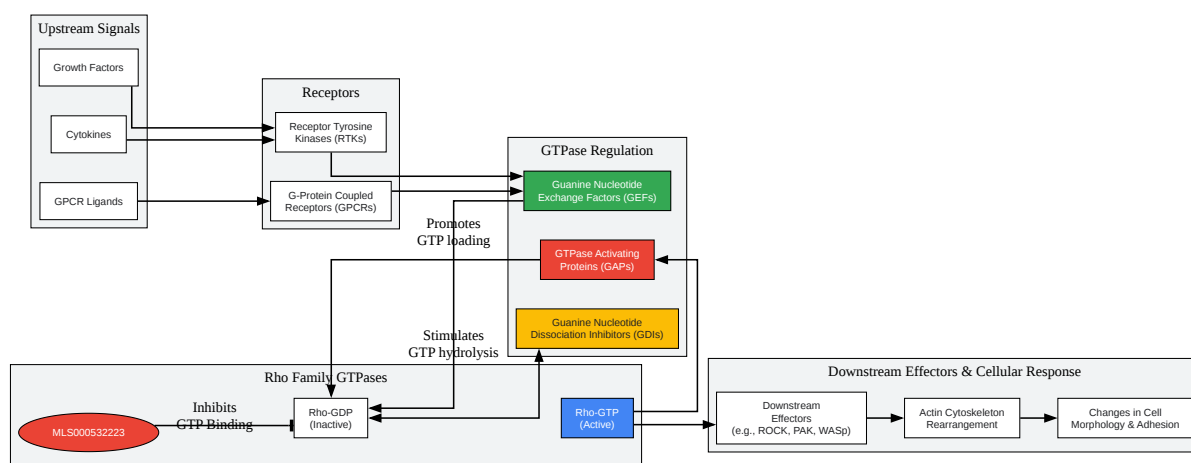 Upstream Signals
Growth Factors
Cytokines
GPCR Ligands
Receptors
Receptor Tyrosine
Kinases (RTKs)
G-Protein Coupled
Receptors (GPCRs)
GTPase Regulation
Guanine Nucleotide
Exchange Factors (GEFs)
GTPase Activating
Proteins (GAPs)
Guanine Nucleotide
Dissociation Inhibitors (GDIs)
Promotes
GTP loading
Stimulates
GTP hydrolysis
Rho Family GTPases
MLS000532223
Inhibits
GTP Binding
Rho-GDP
(Inactive)
Rho-GTP
(Active)
Downstream Effectors & Cellular Response
Downstream
Effectors
(e.g., ROCK, PAK, WASp)
Actin Cytoskeleton
Rearrangement
Changes in Cell
Morphology & Adhesion